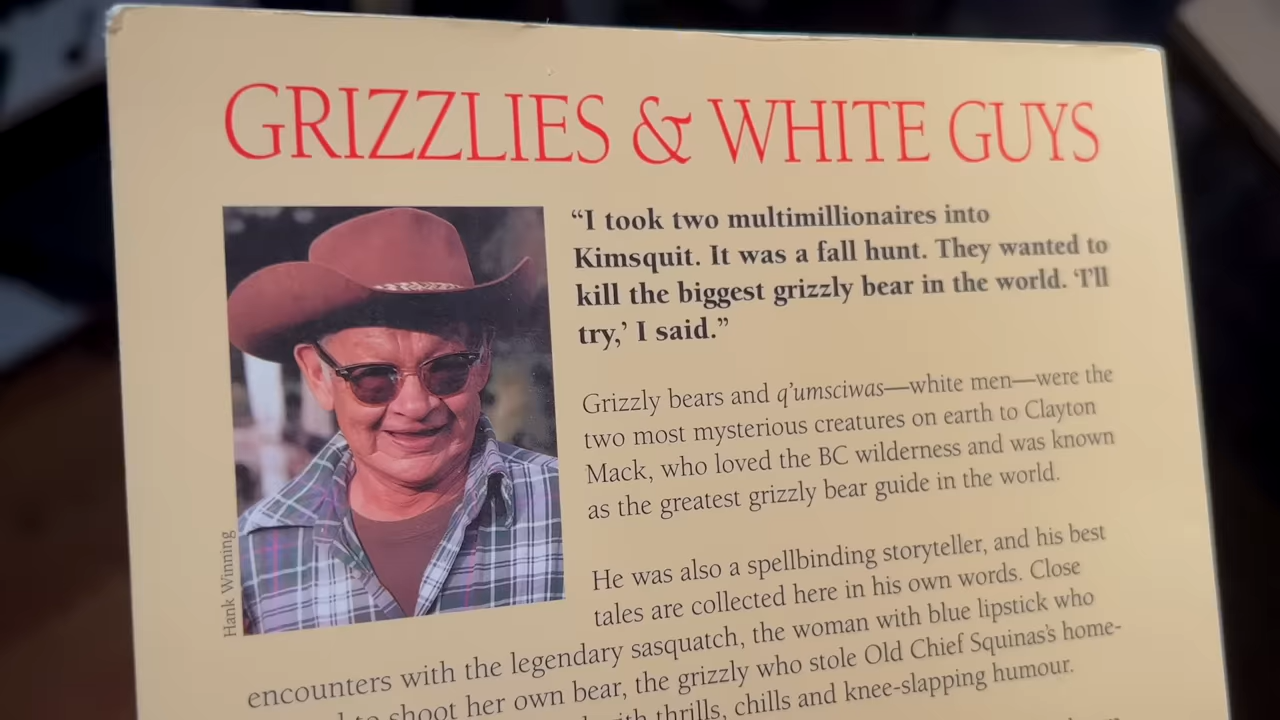 GRIZZLIES & WHITE GUYS
“I took two multimillionaires into
Kimsquit. It was a fall hunt. They wanted to
kill the biggest grizzly bear in the world. ‘I’ll
try,’ I said.”
Grizzly bears and q’umsciwas—white men—were the
two most mysterious creatures on earth to Clayton
Mack, who loved the BC wilderness and was known
as the greatest grizzly bear guide in the world.
Hank Winning
He was also a spellbinding storyteller, and his best
tales are collected here in his own words. Close
encounters with the legendary sasquatch, the woman with blue lipstick who
to shoot her own bear, the grizzly who stole Old Chief Squinas’s home-
with thrills, chills and knee-slapping humour.